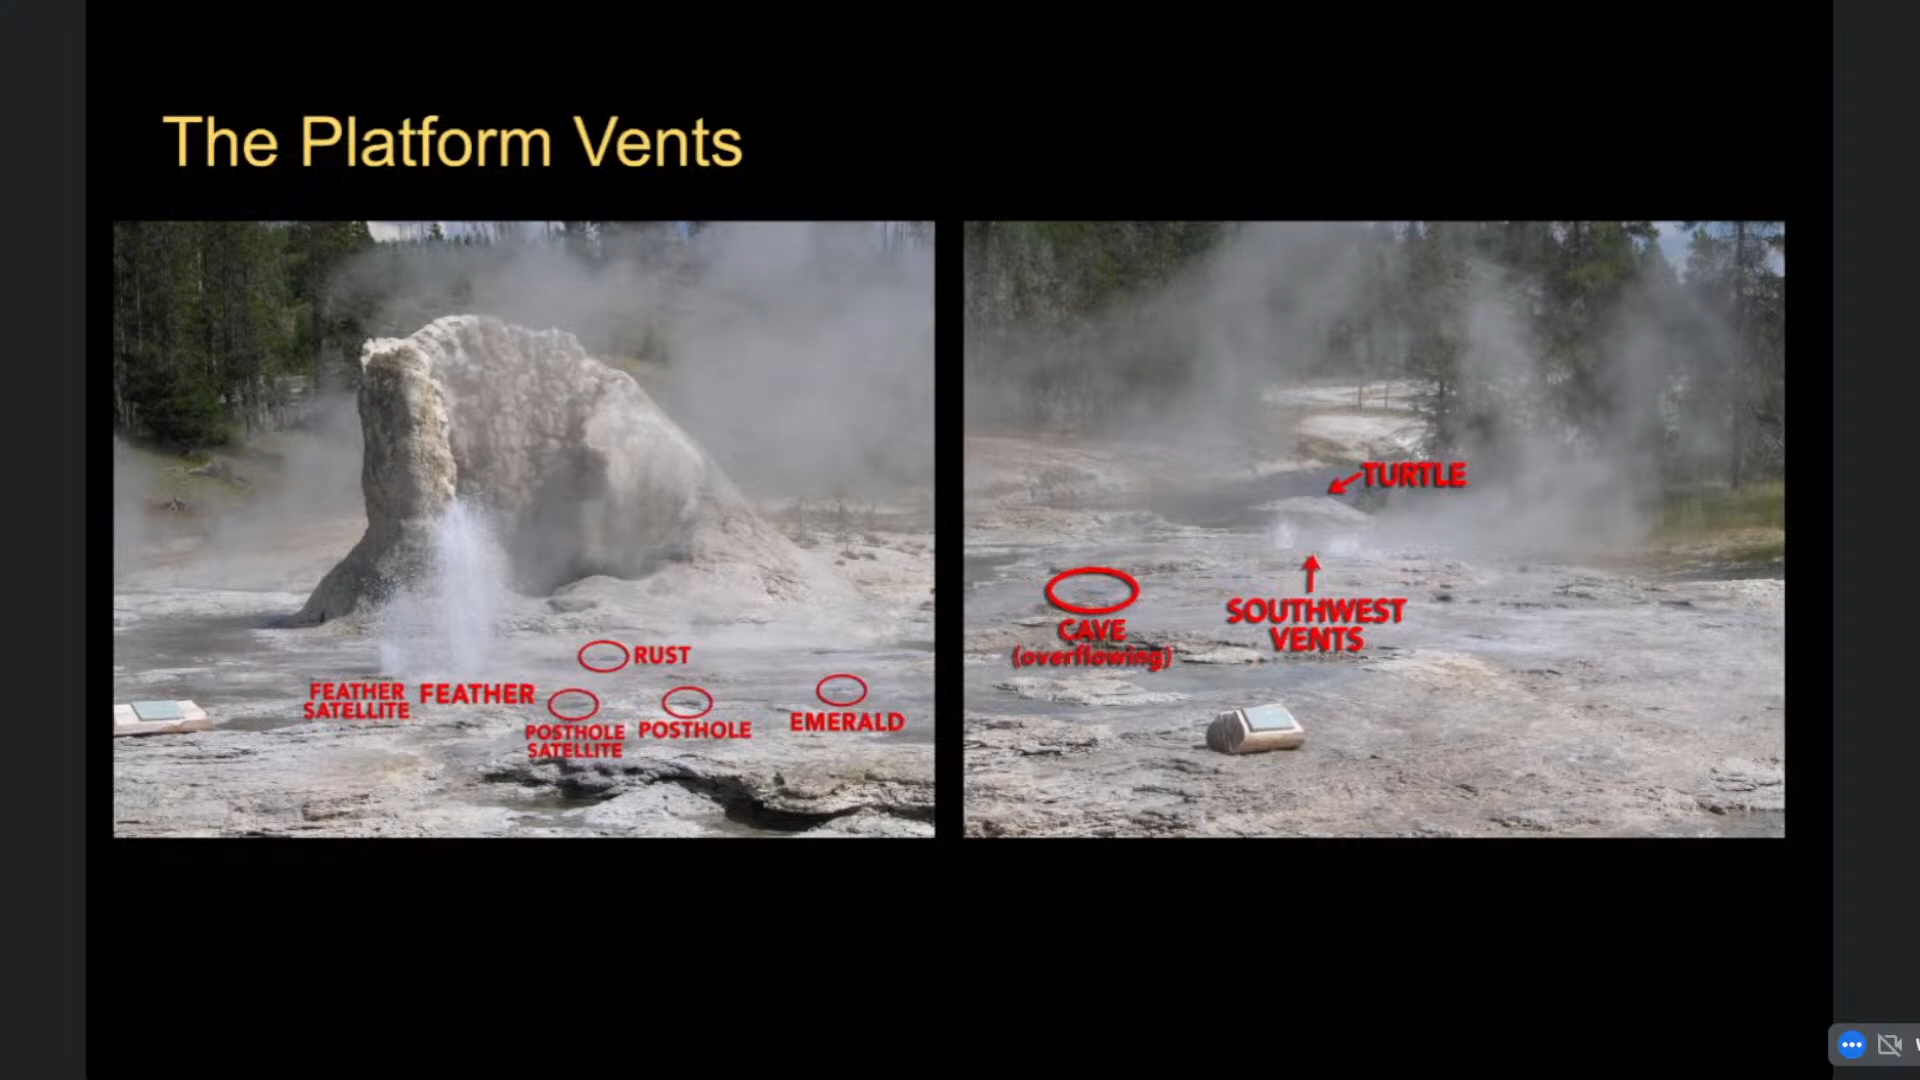 The Platform Vents
RUST
FEATHER
SATELLITE
FEATHER
POSTHOLE
SATELLITE
POSTHOLE
EMERALD
TURTLE
SOUTHWEST
VENTS
CAVE
(overflowing)